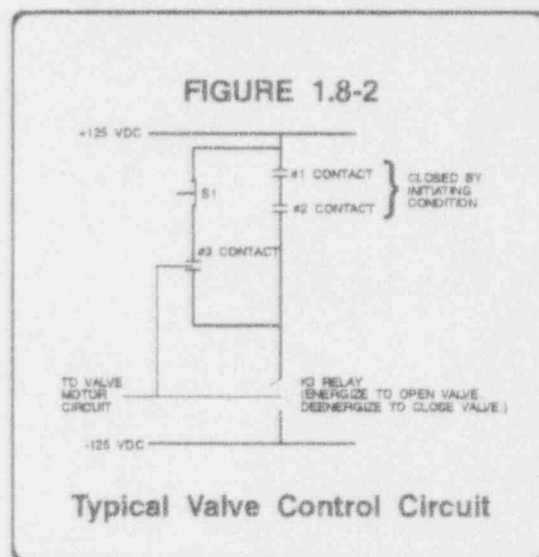 FIGURE 1.8-2
+125 VDC
#1 CONTACT
CLOSED BY
INITIATING
CONDITION
S1
#2 CONTACT
#3 CONTACT
TO VALVE
MOTOR
CIRCUIT
K3 RELAY
(ENERGIZE TO OPEN VALVE.
DEENERGIZE TO CLOSE VALVE.)
-125 VDC
Typical Valve Control Circuit